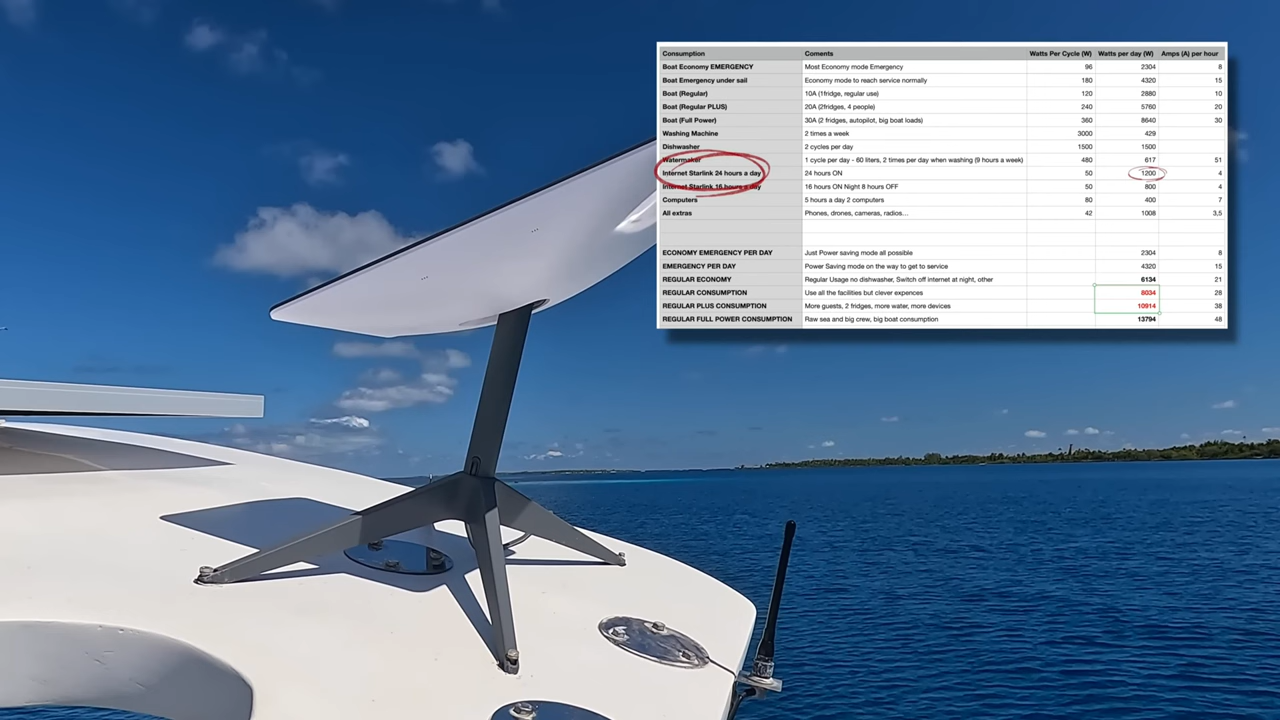 Consumption Coments Watts Per Cycle (W) Watts per day (W) Amps (A) per hour
Boat Economy EMERGENCY Most Economy mode Emergency 96 2304 8
Boat Emergency under sail Economy mode to reach service normally 180 4320 15
Boat (Regular) 10A (1fridge, regular use) 120 2880 10
Boat (Regular PLUS) 20A (2fridges, 4 people) 240 5760 20
Boat (Full Power) 30A (2 fridges, autopilot, big boat loads) 360 8640 30
Washing Machine 2 times a week 3000 429
Dishwasher 2 cycles per day 1500 1500
Watermaker 1 cycle per day - 60 liters, 2 times per day when washing (9 hours a week) 480 617 51
Internet Starlink 24 hours a day 24 hours ON 50 1200 4
Internet Starlink 16 hours a day 16 hours ON Night 8 hours OFF 50 800 4
Computers 5 hours a day 2 computers 80 400 7
All extras Phones, drones, cameras, radios... 42 1008 3,5
ECONOMY EMERGENCY PER DAY Just Power saving mode all possible 2304 8
EMERGENCY PER DAY Power Saving mode on the way to get to service 4320 15
REGULAR ECONOMY Regular Usage no dishwasher, Switch off internet at night, other 6134 21
REGULAR CONSUMPTION Use all the facilities but clever expences 8034 28
REGULAR PLUS CONSUMPTION More guests, 2 fridges, more water, more devices 10914 38
REGULAR FULL POWER CONSUMPTION Raw sea and big crew, big boat consumption 13794 48